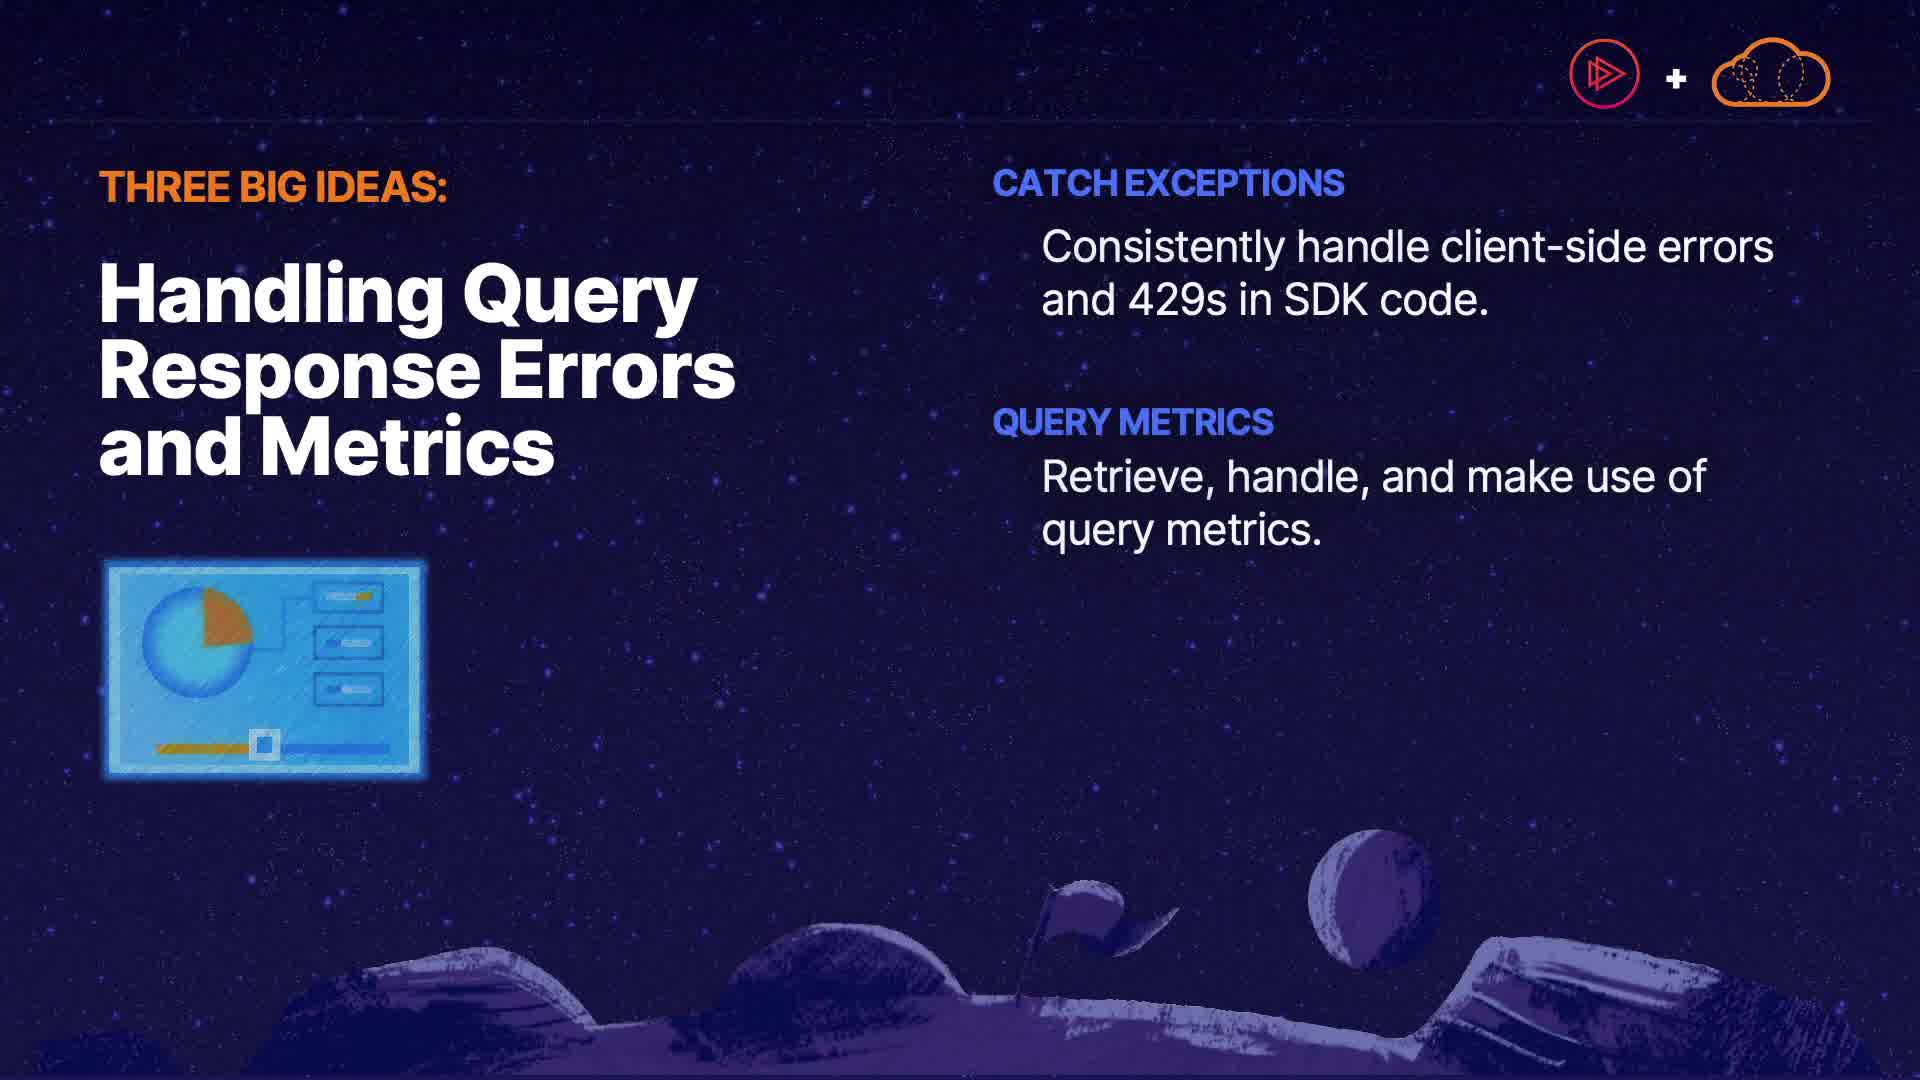 THREE BIG IDEAS:
Handling Query
Response Errors
and Metrics
CATCH EXCEPTIONS
Consistently handle client-side errors
and 429s in SDK code.
QUERY METRICS
Retrieve, handle, and make use of
query metrics.